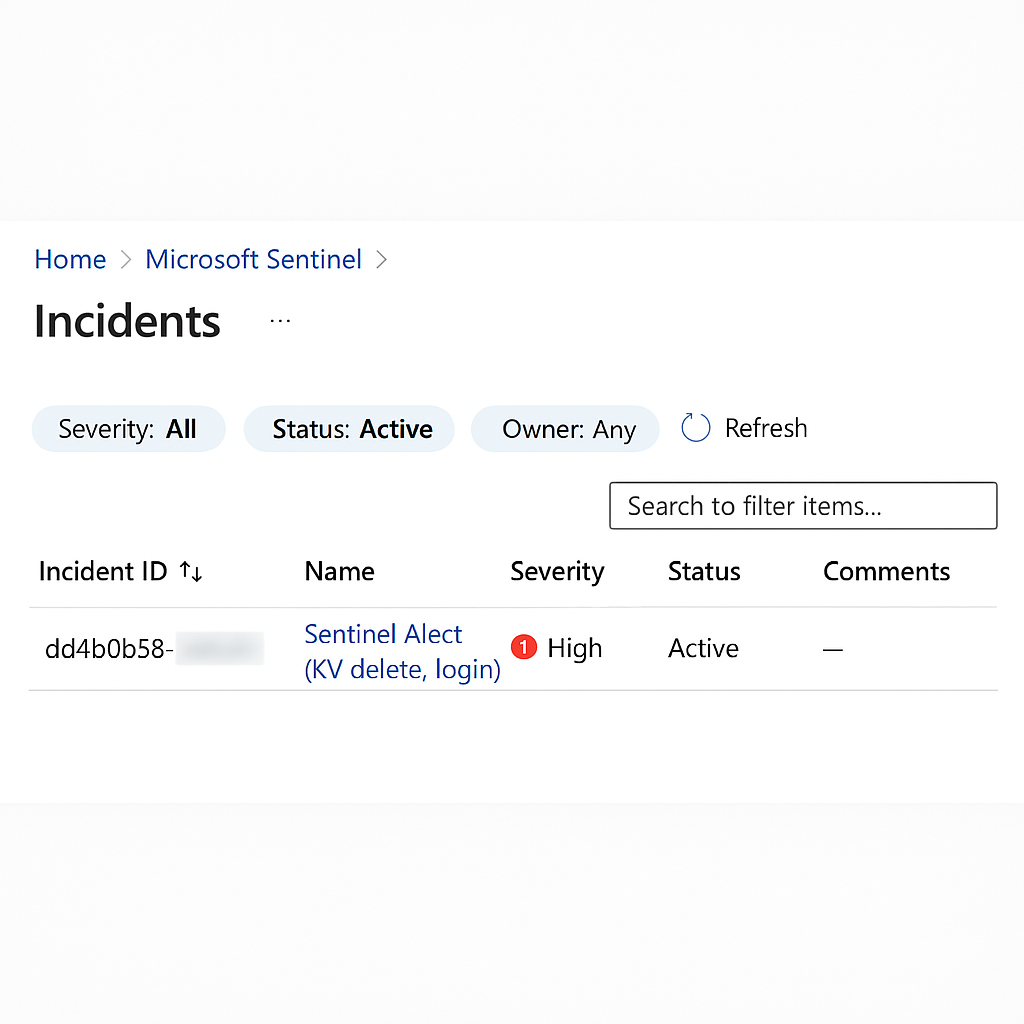 Home > Microsoft Sentinel >
Incidents ...
Severity: All Status: Active Owner: Any Refresh
Search to filter items...
Incident ID ↑↓ Name Severity Status Comments
dd4b0b58- Sentinel Alect 1 High Active —
(KV delete, login)